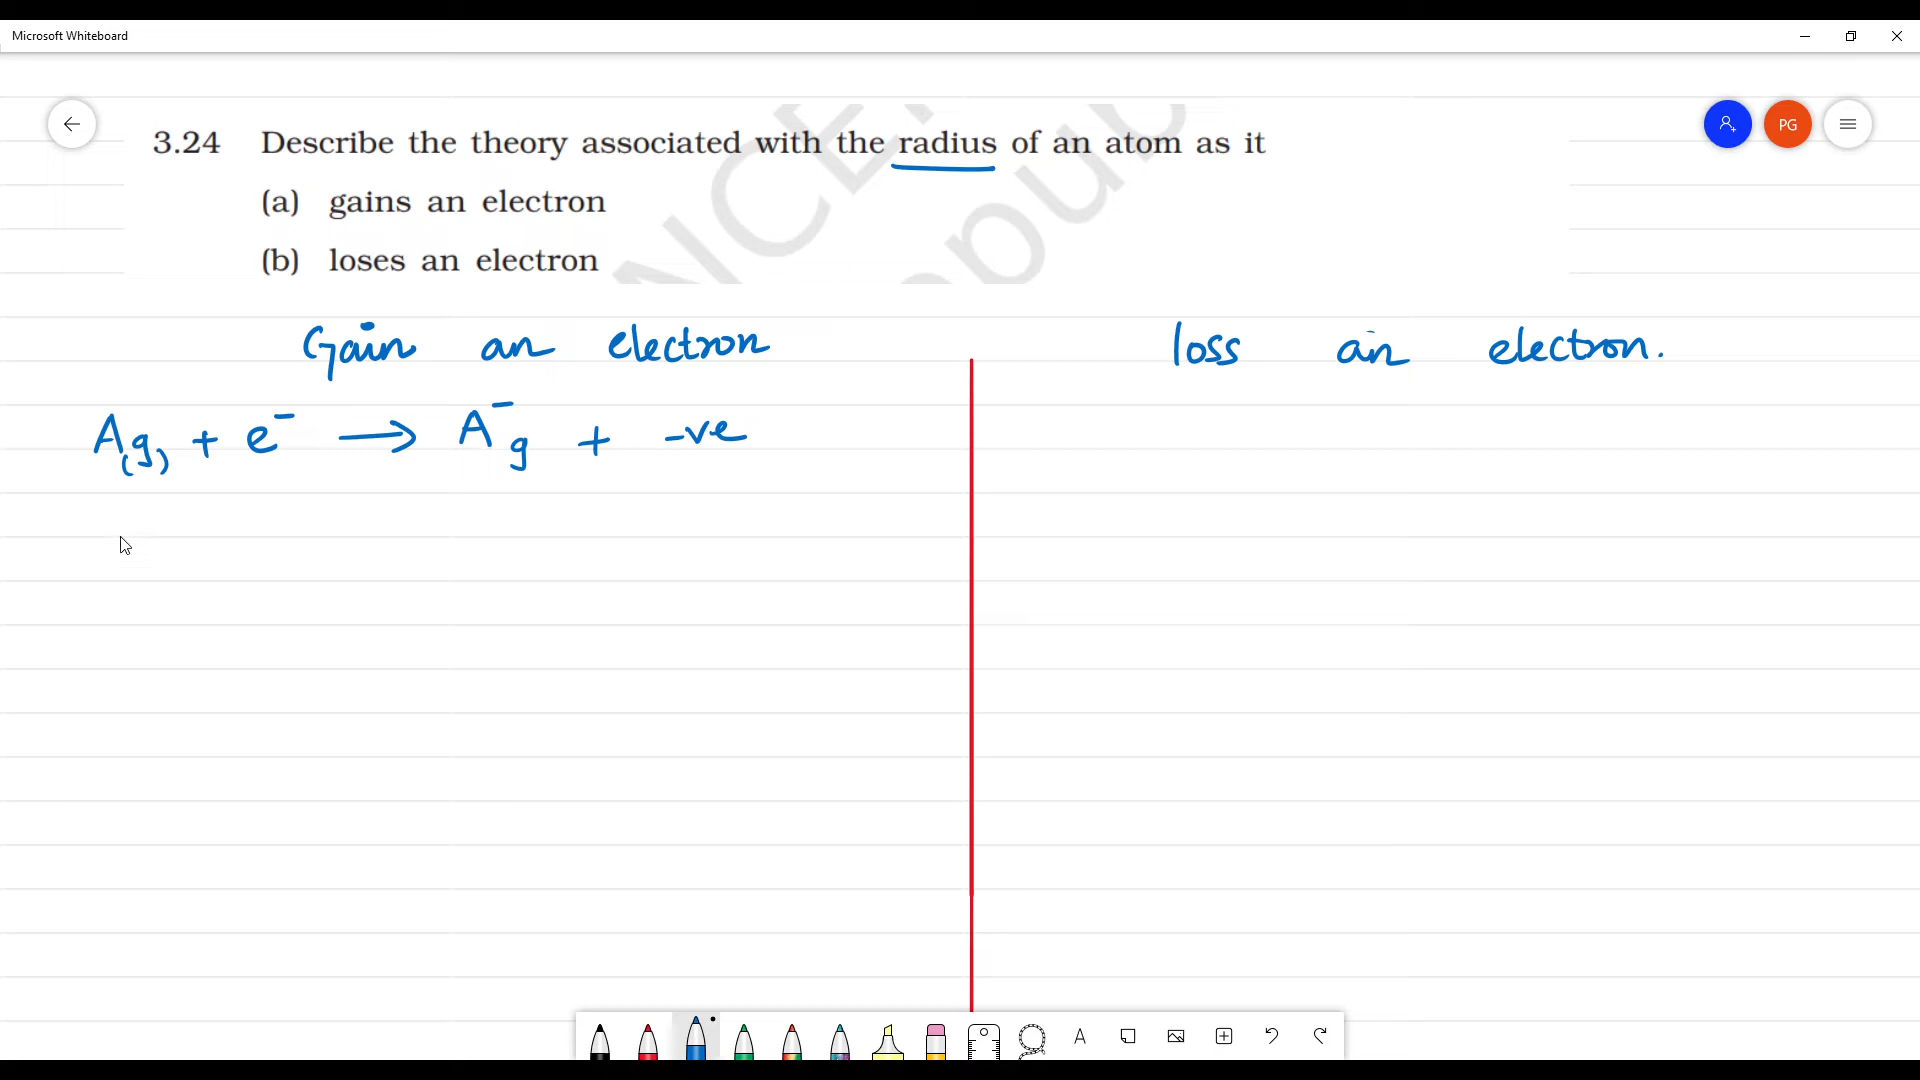 Microsoft Whiteboard
PG
3.24 Describe the theory associated with the radius of an atom as it
(a) gains an electron
(b) loses an electron
Gain an electron
loss an electron.
A(g) + e⁻ → A⁻g + -ve
A